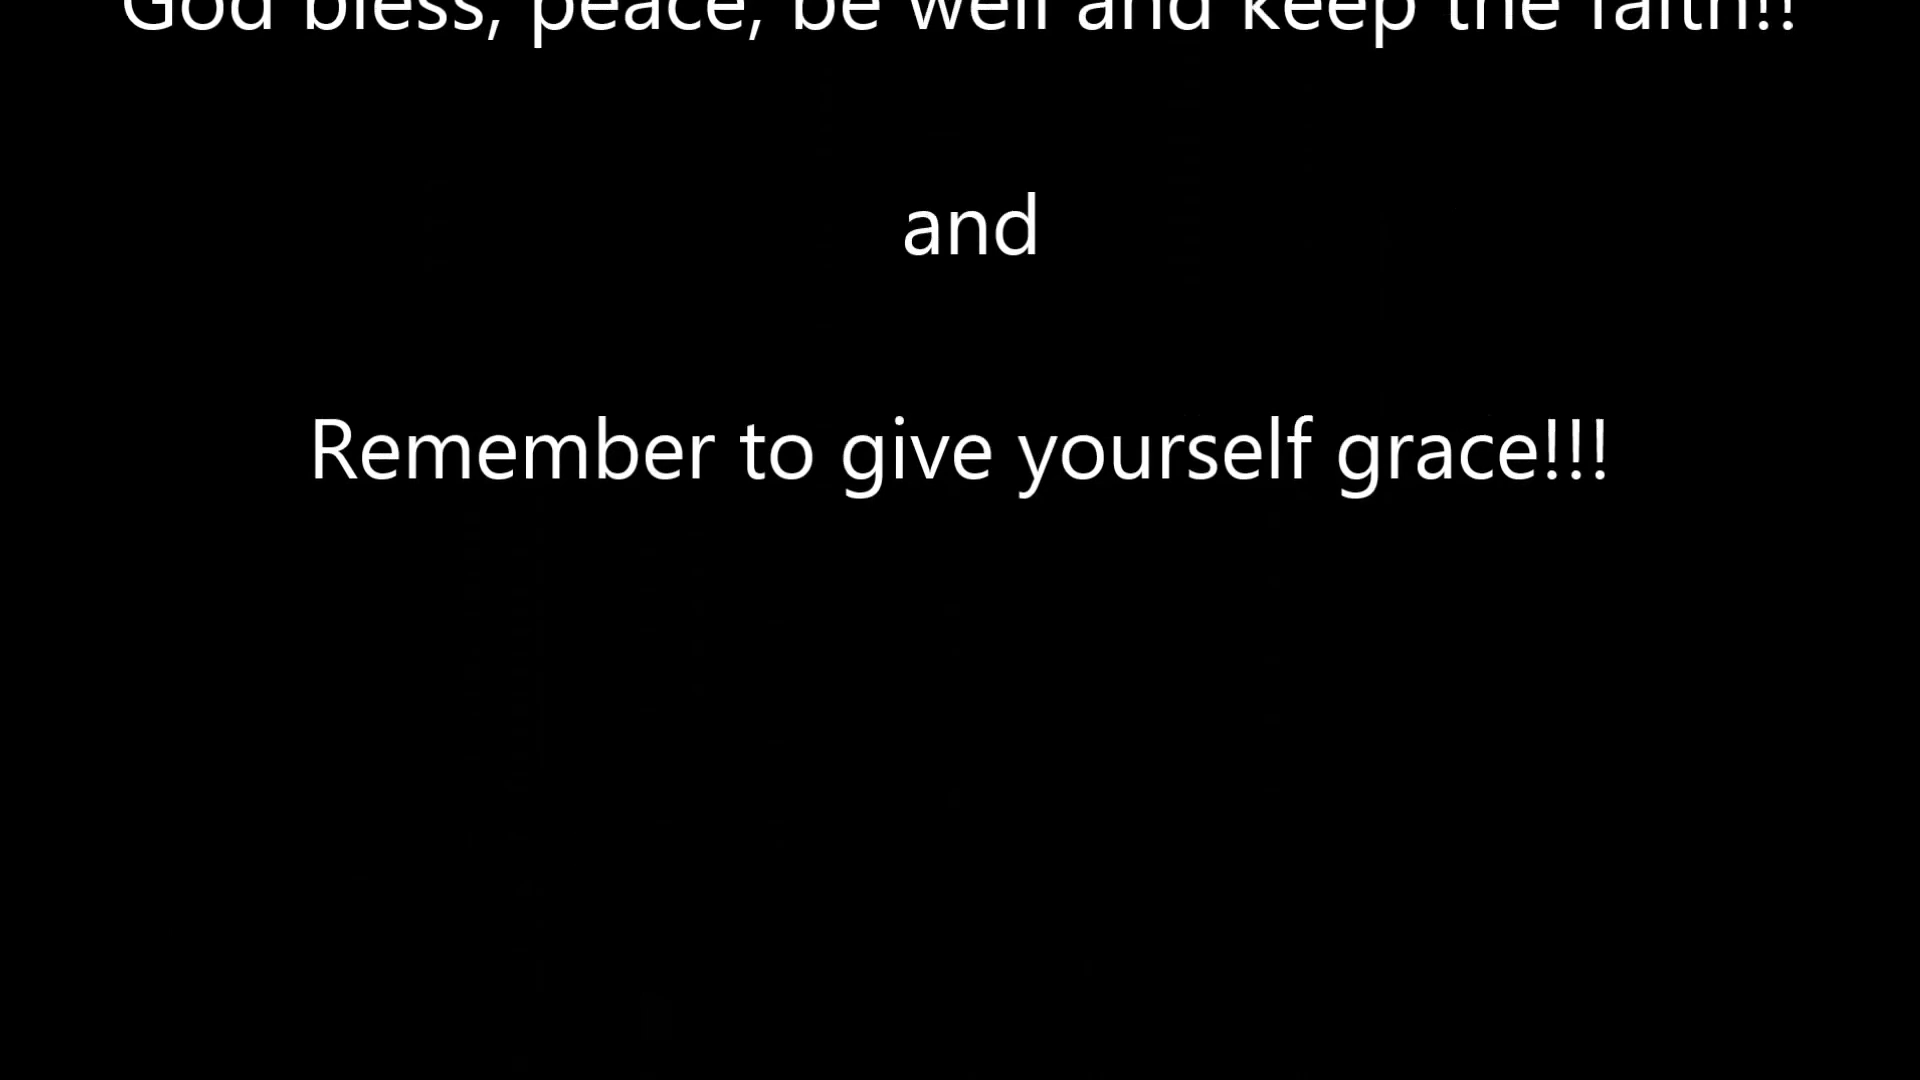 God bless, peace, be well and keep the faith!!
and
Remember to give yourself grace!!!